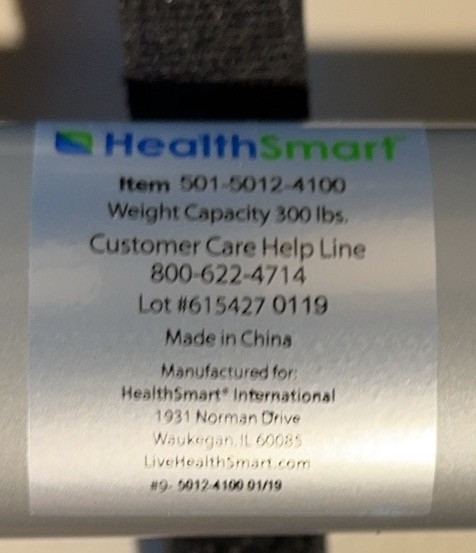 HealthSmart™
Item 501-5012-4100
Weight Capacity 300 lbs.
Customer Care Help Line
800-622-4714
Lot #615427 0119
Made in China
Manufactured for:
HealthSmart® International
1931 Norman Drive
Waukegan, IL 60085
LiveHealthSmart.com
#9- 5012-4100 01/19